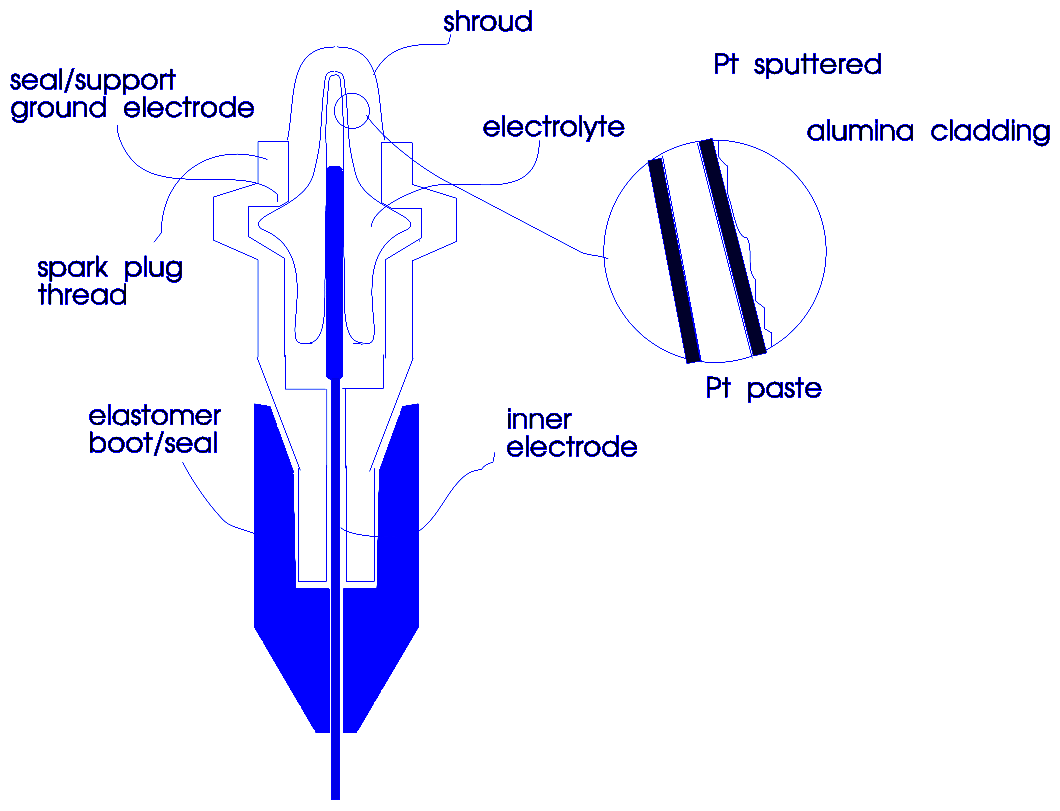 shroud
Pt sputtered
seal/support
ground electrode
electrolyte
alumina cladding
spark plug
thread
Pt paste
elastomer
boot/seal
inner
electrode